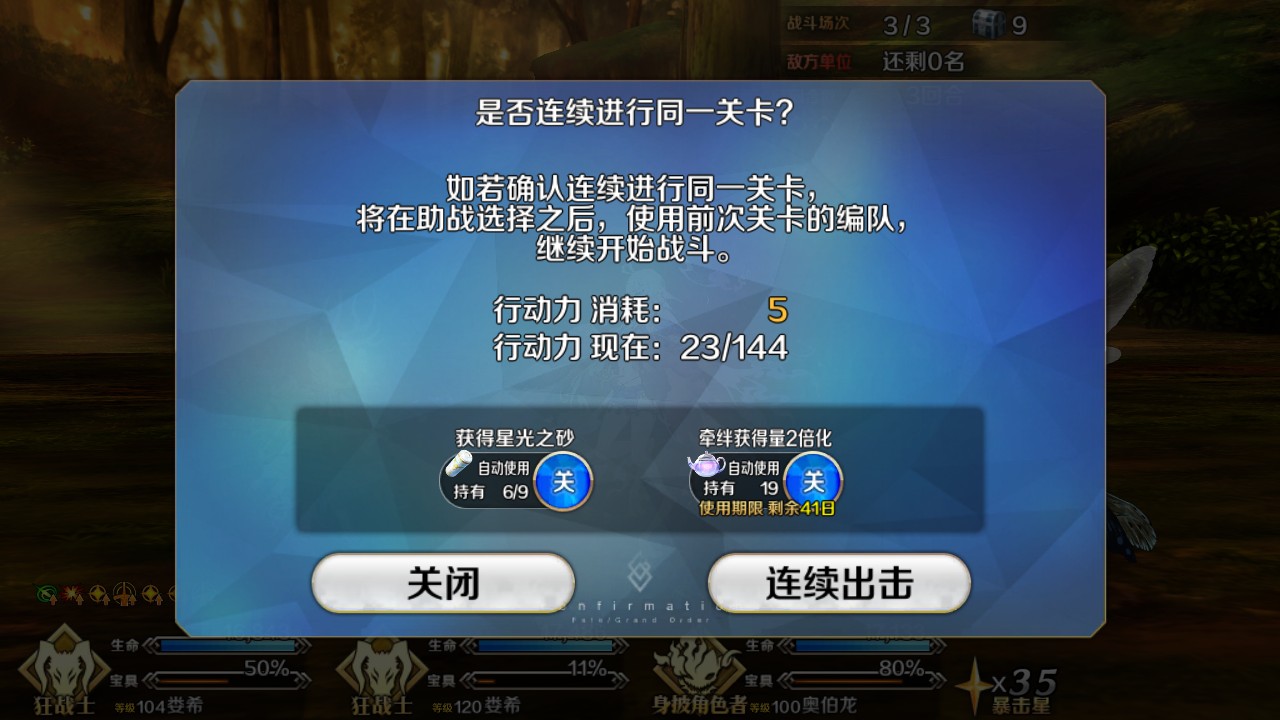 战斗场次 3/3 9
敌方单位 还剩0名
是否连续进行同一关卡？
如若确认连续进行同一关卡，
将在助战选择之后，使用前次关卡的编队，
继续开始战斗。
行动力 消耗： 5
行动力 现在： 23/144
获得星光之砂
自动使用 关
持有 6/9
牵绊获得量2倍化
自动使用 关
持有 19
使用期限 剩余41日
关闭
连续出击
Fate/Grand Order
生命
宝具 50%
狂战士 等级104娄希
生命
宝具 11%
狂战士 等级120娄希
生命
宝具 80%
身披角色者 等级100奥伯龙
x35
暴击星